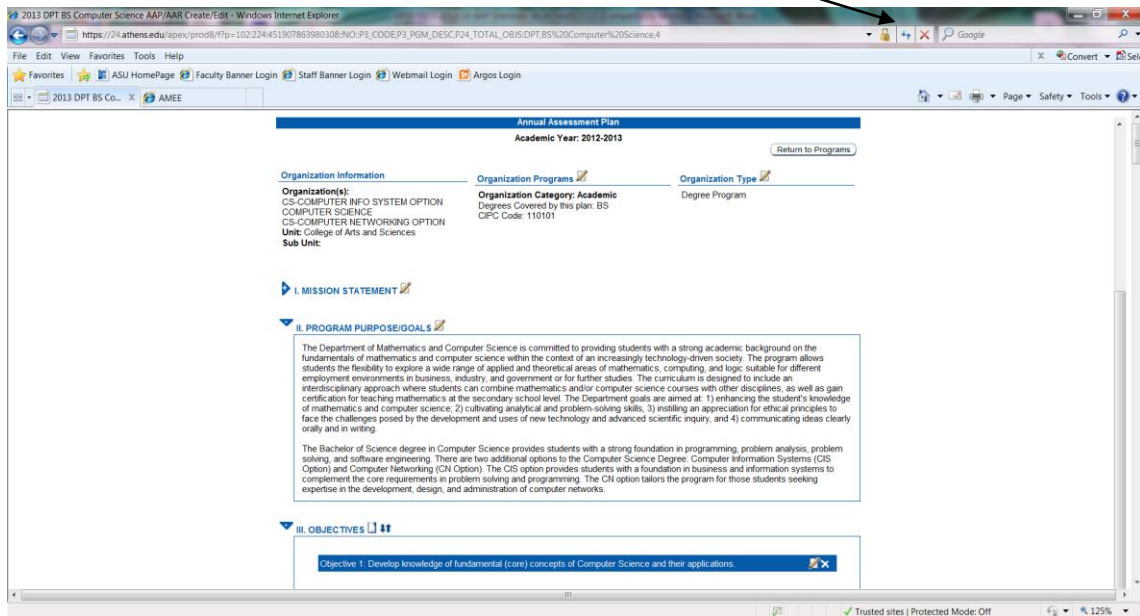 2013 DPT BS Computer Science AAP/AAR Create/Edit - Windows Internet Explorer
https://24.athens.edu/apex/prod8/f?p=102:224:451907863980308:NO:P3_CODE,P3_PGM_DESC,P24_TOTAL_OBJS:DPT,BS%20Computer%20Science,4
Google
File Edit View Favorites Tools Help
X Convert Sel
Favorites ASU HomePage Faculty Banner Login Staff Banner Login Webmail Login Argos Login
2013 DPT BS Co... X AMEE
Page Safety Tools
Annual Assessment Plan
Academic Year: 2012-2013
Return to Programs
Organization Information
Organization(s):
CS-COMPUTER INFO SYSTEM OPTION
COMPUTER SCIENCE
CS-COMPUTER NETWORKING OPTION
Unit: College of Arts and Sciences
Sub Unit:
Organization Programs
Organization Category: Academic
Degrees Covered by this plan: BS
CIPC Code: 110101
Organization Type
Degree Program
I. MISSION STATEMENT
II. PROGRAM PURPOSE/GOALS
The Department of Mathematics and Computer Science is committed to providing students with a strong academic background on the
fundamentals of mathematics and computer science within the context of an increasingly technology-driven society. The program allows
students the flexibility to explore a wide range of applied and theoretical areas of mathematics, computing, and logic suitable for different
employment environments in business, industry, and government or for further studies. The curriculum is designed to include an
interdisciplinary approach where students can combine mathematics and/or computer science courses with other disciplines, as well as gain
certification for teaching mathematics at the secondary school level. The Department goals are aimed at: 1) enhancing the student's knowledge
of mathematics and computer science; 2) cultivating analytical and problem-solving skills, 3) instilling an appreciation for ethical principles to
face the challenges posed by the development and uses of new technology and advanced scientific inquiry, and 4) communicating ideas clearly
orally and in writing.
The Bachelor of Science degree in Computer Science provides students with a strong foundation in programming, problem analysis, problem
solving, and software engineering. There are two additional options to the Computer Science Degree: Computer Information Systems (CIS
Option) and Computer Networking (CN Option). The CIS option provides students with a foundation in business and information systems to
complement the core requirements in problem solving and programming. The CN option tailors the program for those students seeking
expertise in the development, design, and administration of computer networks.
III. OBJECTIVES
Objective 1: Develop knowledge of fundamental (core) concepts of Computer Science and their applications.
Trusted sites | Protected Mode: Off
125%